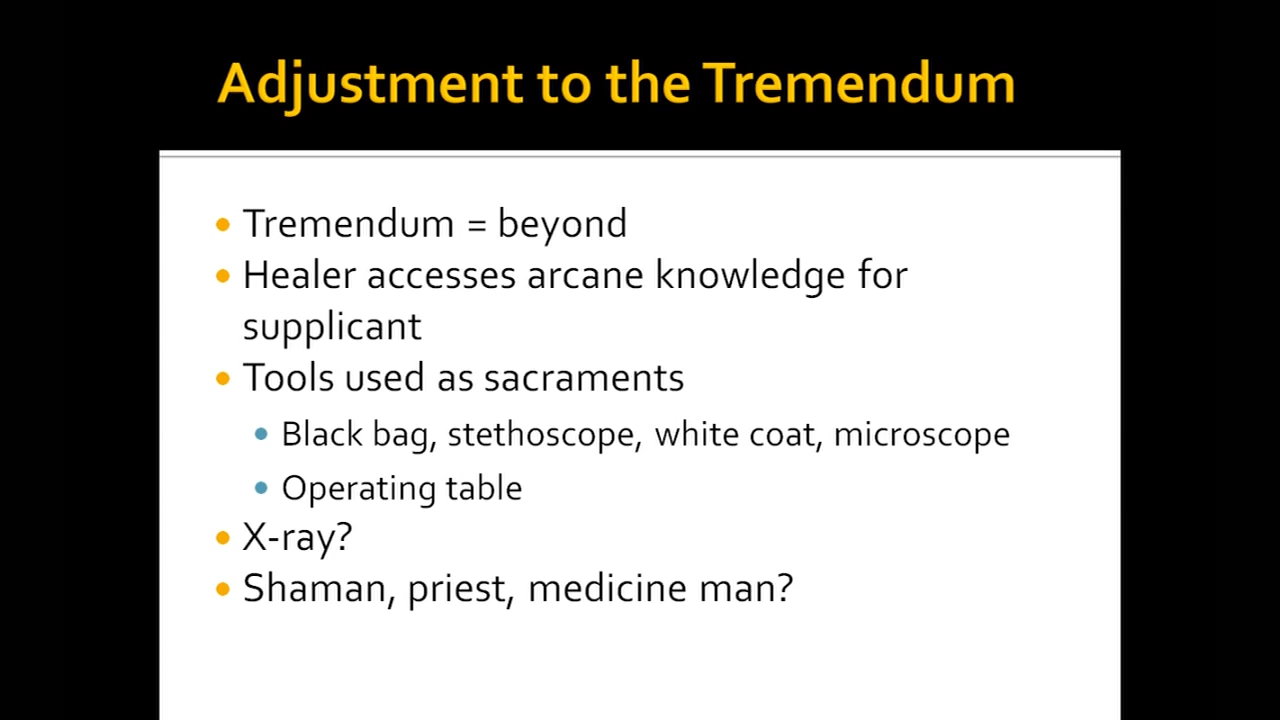 Adjustment to the Tremendum
• Tremendum = beyond
• Healer accesses arcane knowledge for
supplicant
• Tools used as sacraments
• Black bag, stethoscope, white coat, microscope
• Operating table
• X-ray?
• Shaman, priest, medicine man?